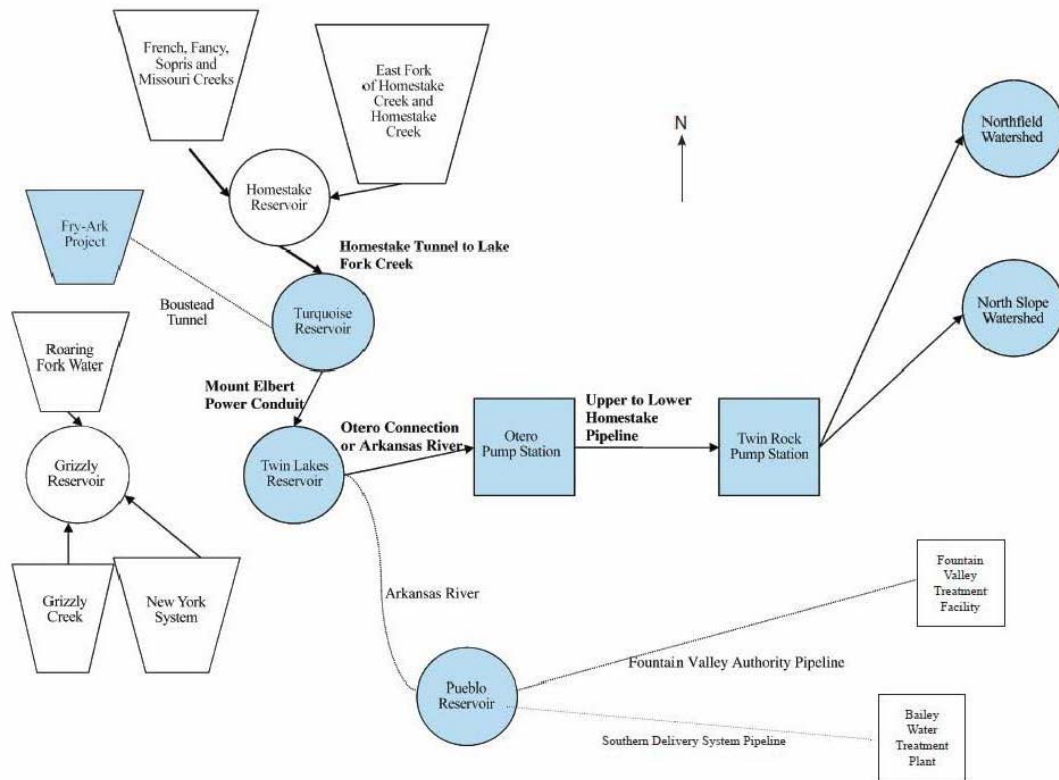 French, Fancy,
Sopris and
Missouri Creeks
East Fork
of Homestake
Creek and
Homestake
Creek
N
Northfield
Watershed
Homestake
Reservoir
Fry-Ark
Project
Homestake Tunnel to Lake
Fork Creek
Boustead
Tunnel
Turquoise
Reservoir
North Slope
Watershed
Roaring
Fork Water
Mount Elbert
Power Conduit
Otero Connection
or Arkansas River
Upper to Lower
Homestake
Pipeline
Otero
Pump Station
Twin Rock
Pump Station
Grizzly
Reservoir
Twin Lakes
Reservoir
Grizzly
Creek
New York
System
Arkansas River
Fountain
Valley
Treatment
Facility
Fountain Valley Authority Pipeline
Pueblo
Reservoir
Southern Delivery System Pipeline
Bailey
Water
Treatment
Plant